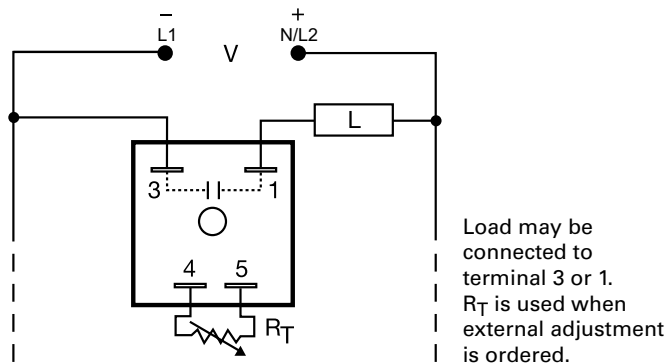 – +
L1 V N/L2
L
3 1
4 5
RT
Load may be
connected to
terminal 3 or 1.
RT is used when
external adjustment
is ordered.